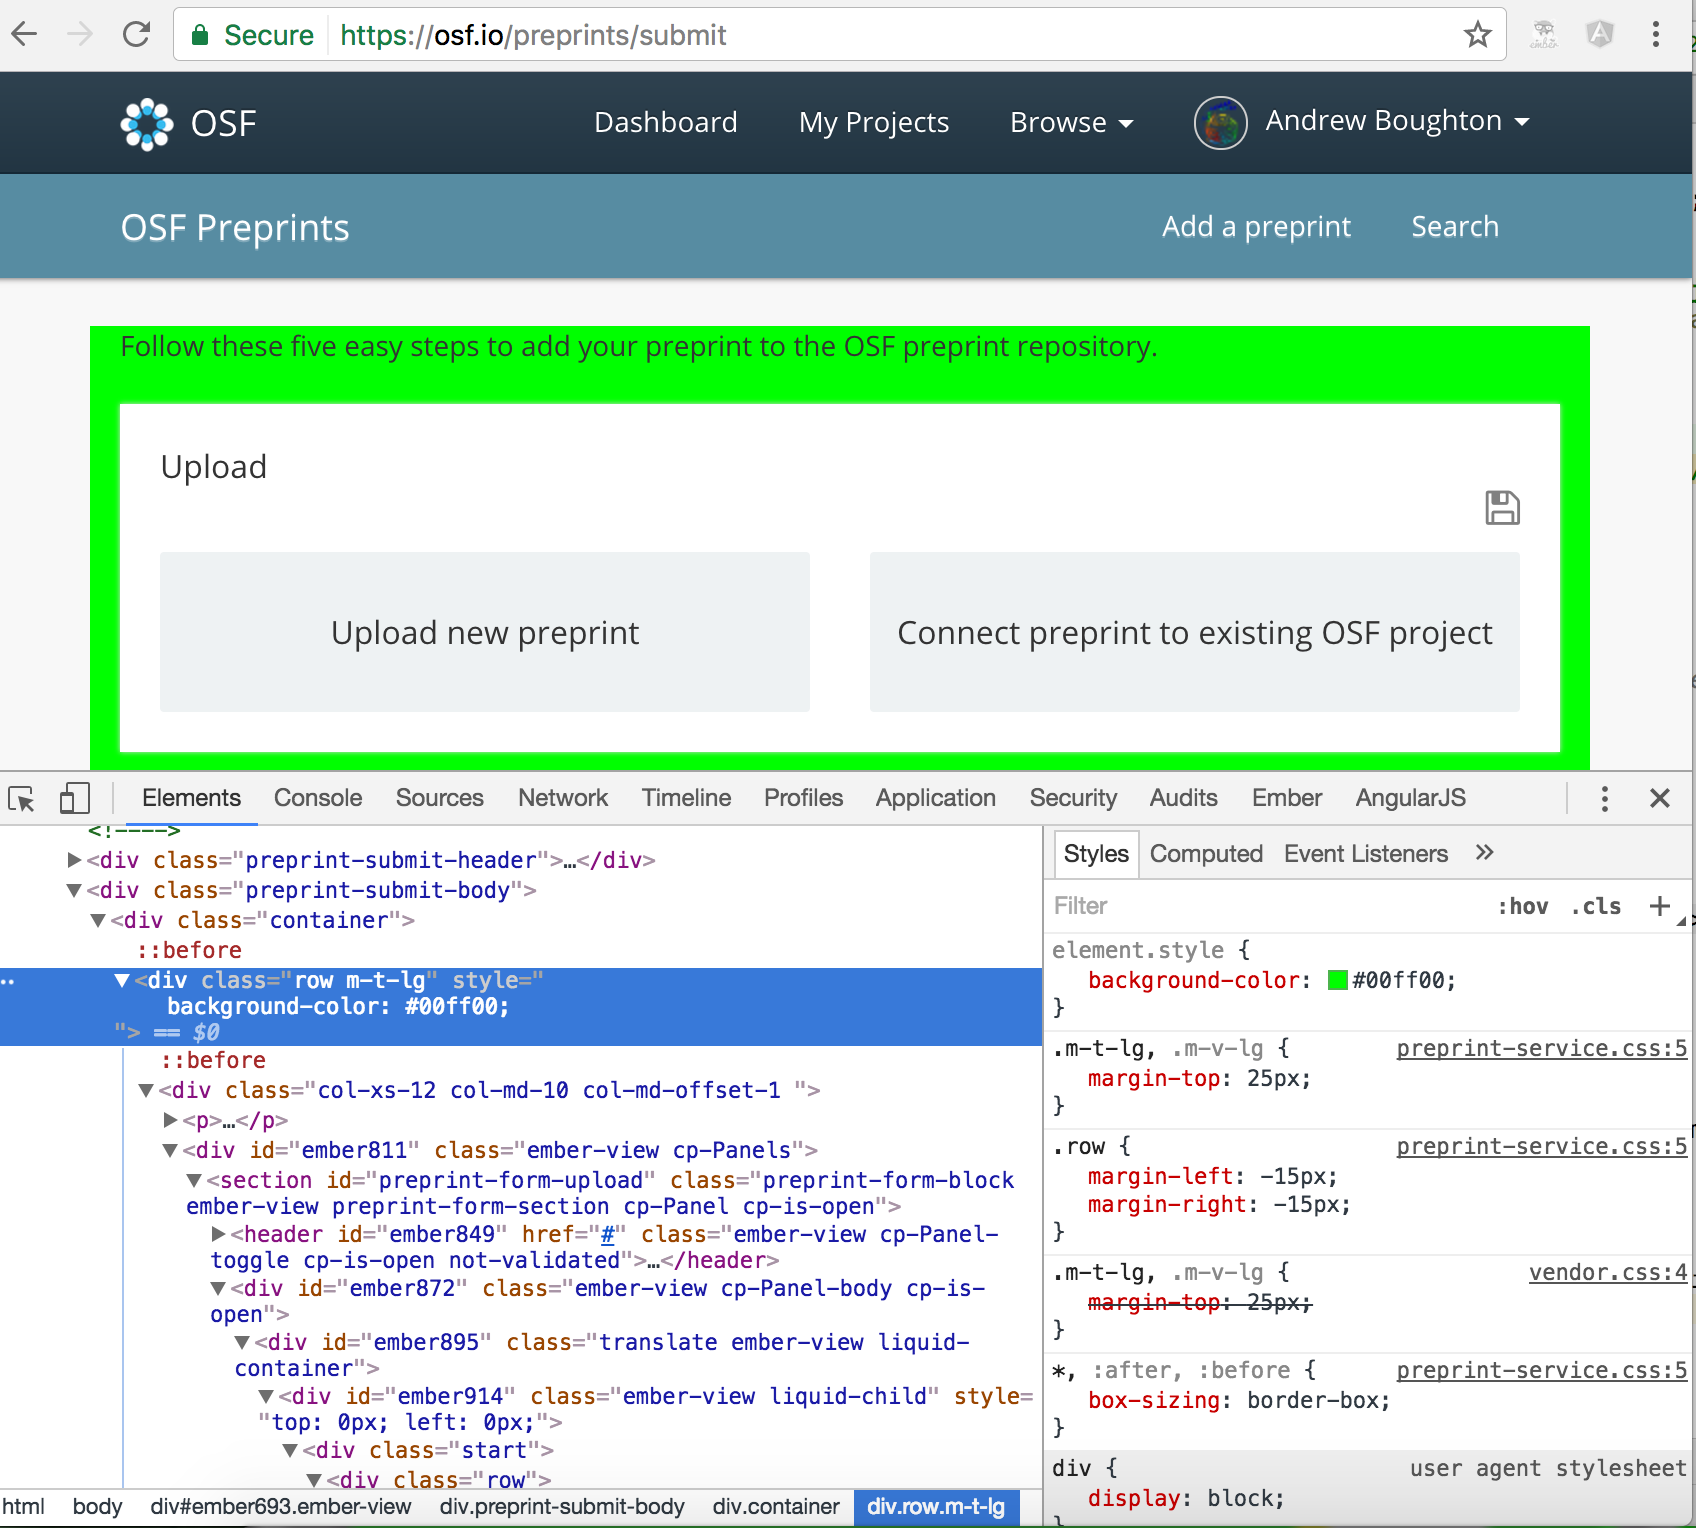 Secure https://osf.io/preprints/submit
OSF Dashboard My Projects Browse Andrew Boughton
OSF Preprints Add a preprint Search
Follow these five easy steps to add your preprint to the OSF preprint repository.
Upload
Upload new preprint Connect preprint to existing OSF project
Elements Console Sources Network Timeline Profiles Application Security Audits Ember AngularJS
<!---->
<div class="preprint-submit-header">…</div>
<div class="preprint-submit-body">
<div class="container">
::before
<div class="row m-t-lg" style="
background-color: #00ff00;
"> == $0
::before
<div class="col-xs-12 col-md-10 col-md-offset-1 ">
<p>…</p>
<div id="ember811" class="ember-view cp-Panels">
<section id="preprint-form-upload" class="preprint-form-block
ember-view preprint-form-section cp-Panel cp-is-open">
<header id="ember849" href="#" class="ember-view cp-Panel-
toggle cp-is-open not-validated">…</header>
<div id="ember872" class="ember-view cp-Panel-body cp-is-
open">
<div id="ember895" class="translate ember-view liquid-
container">
<div id="ember914" class="ember-view liquid-child" style=
"top: 0px; left: 0px;">
<div class="start">
<div class="row">
html body div#ember693.ember-view div.preprint-submit-body div.container div.row.m-t-lg
Styles Computed Event Listeners »
Filter :hov .cls +
element.style {
background-color: #00ff00;
}
.m-t-lg, .m-v-lg { preprint-service.css:5
margin-top: 25px;
}
.row { preprint-service.css:5
margin-left: -15px;
margin-right: -15px;
}
.m-t-lg, .m-v-lg { vendor.css:4
margin-top: 25px;
}
*, :after, :before { preprint-service.css:5
box-sizing: border-box;
}
div { user agent stylesheet
display: block;
}